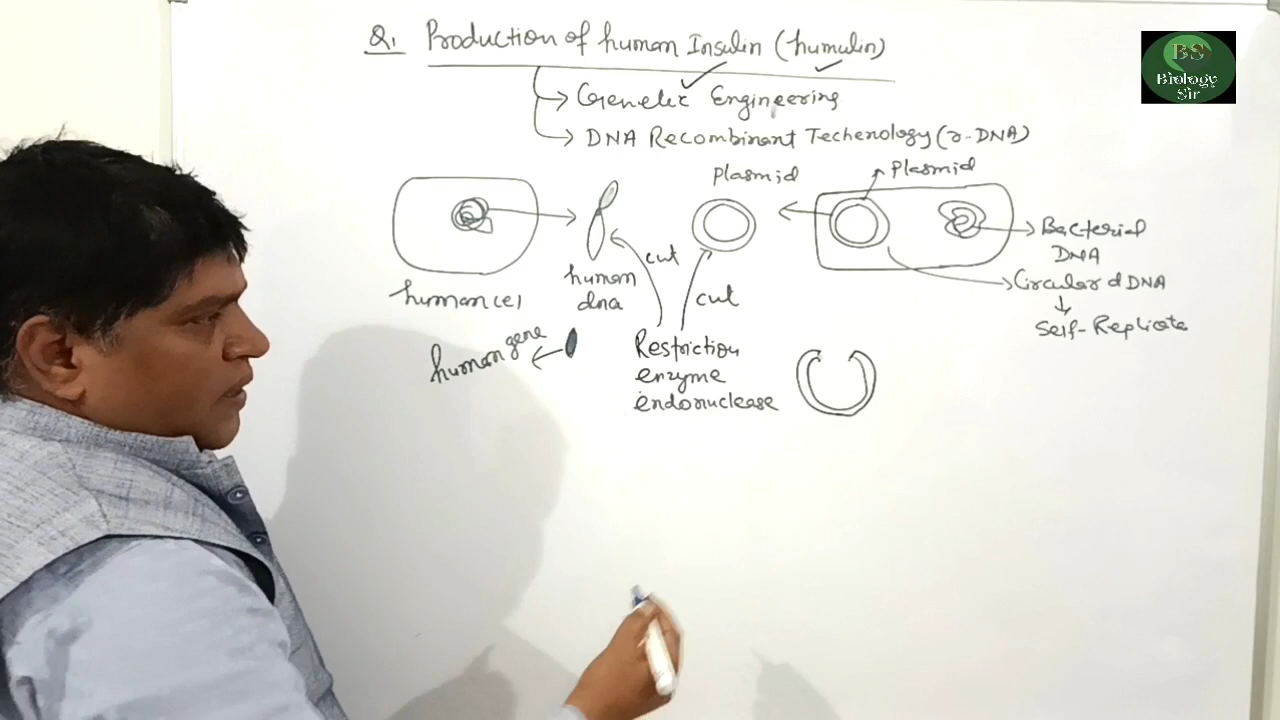 Q1 Production of human Insulin (humulin)
Genetic Engineering
DNA Recombinant Techenology (r-DNA)
Plasmid
Plasmid
Bacterial
DNA
Circular d DNA
Self-Replicate
human cel
human
dna
cut
cut
human gene
Restriction
enzyme
endonuclease
BS
Biology
Sir